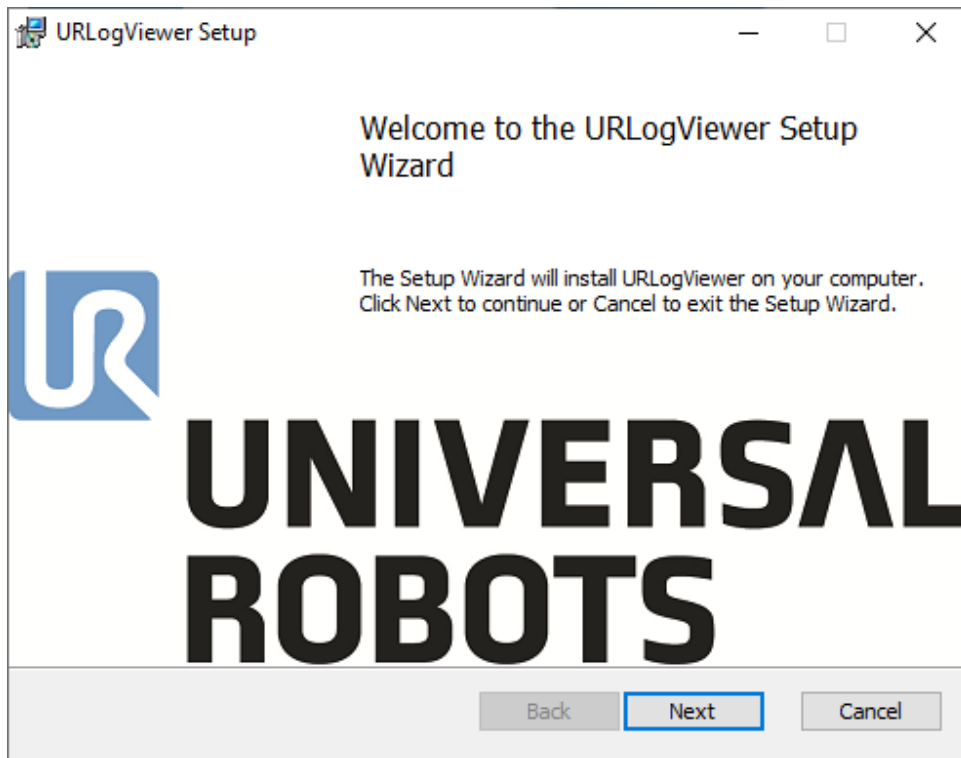 URLogViewer Setup
Welcome to the URLogViewer Setup
Wizard
The Setup Wizard will install URLogViewer on your computer.
Click Next to continue or Cancel to exit the Setup Wizard.
UR
UNIVERSAL
ROBOTS
Back Next Cancel